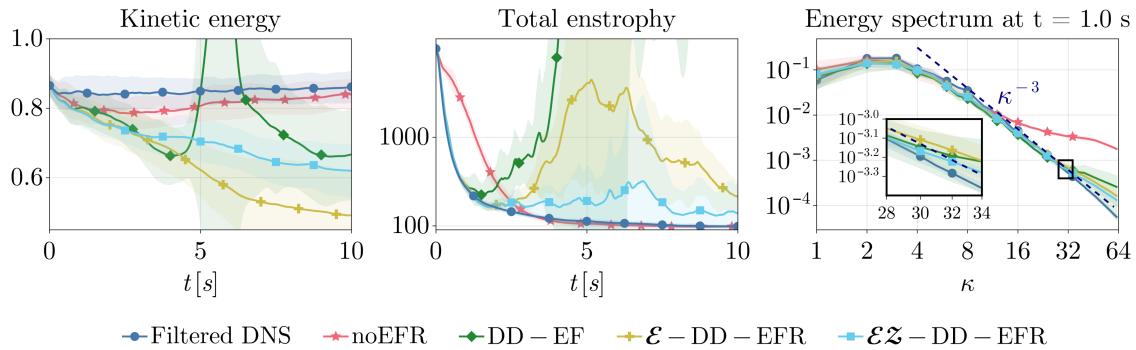 Kinetic energy
1.0
0.8
0.6
0
5
10
t[s]
Total enstrophy
1000
100
0
5
10
t[s]
Energy spectrum at t = 1.0 s
10⁻¹
10⁻²
10⁻³
10⁻⁴
κ⁻³
10⁻³·⁰
10⁻³·¹
10⁻³·²
10⁻³·³
28 30 32 34
1 2 4 8 16 32 64
κ
Filtered DNS noEFR DD − EF ℰ − DD − EFR ℰ𝒵 − DD − EFR